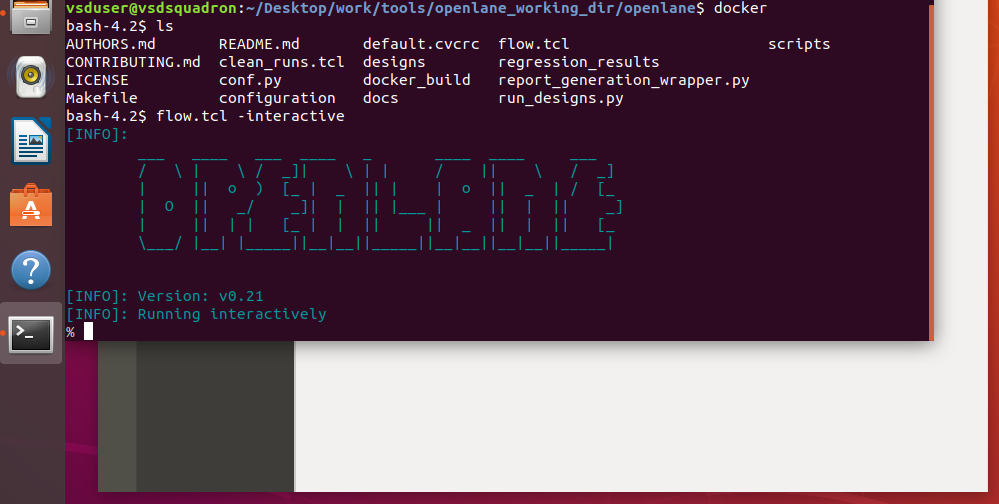 vsduser@vsdsquadron:~/Desktop/work/tools/openlane_working_dir/openlane$ docker
bash-4.2$ ls
AUTHORS.md README.md default.cvcrc flow.tcl scripts
CONTRIBUTING.md clean_runs.tcl designs regression_results
LICENSE conf.py docker_build report_generation_wrapper.py
Makefile configuration docs run_designs.py
bash-4.2$ flow.tcl -interactive
[INFO]:
OPENLANE
[INFO]: Version: v0.21
[INFO]: Running interactively
%